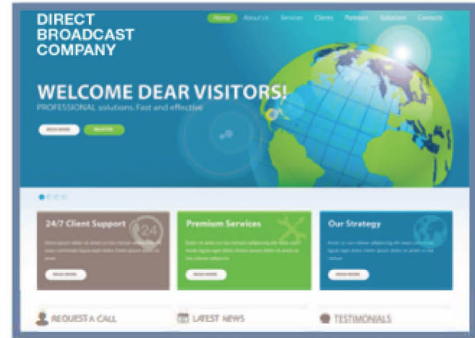 DIRECT
BROADCAST
COMPANY
Home About Us Services Clients Partners Solutions Contacts
WELCOME DEAR VISITORS!
PROFESSIONAL solutions. Fast and effective
READ MORE REGISTER
24/7 Client Support
24
READ MORE
Premium Services
READ MORE
Our Strategy
READ MORE
REQUEST A CALL
LATEST NEWS
TESTIMONIALS